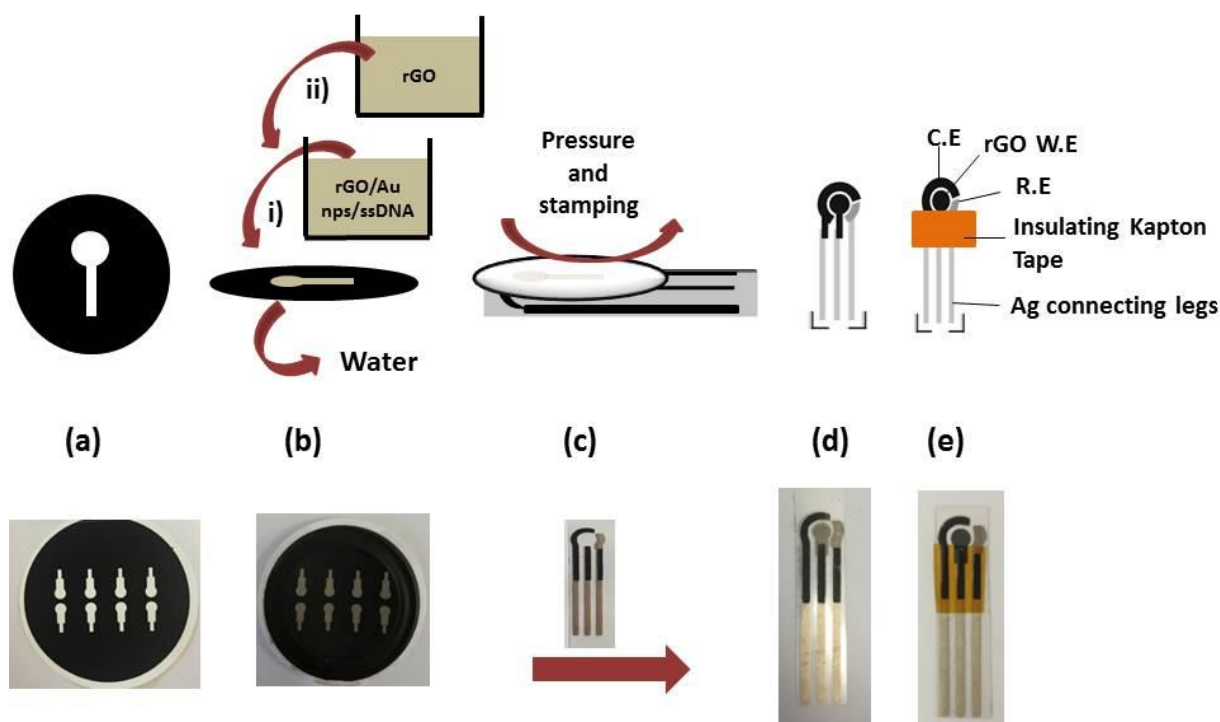 ii)
rGO
i)
rGO/Au
nps/ssDNA
Water
Pressure
and
stamping
C.E
rGO W.E
R.E
Insulating Kapton
Tape
Ag connecting legs
(a)
(b)
(c)
(d)
(e)